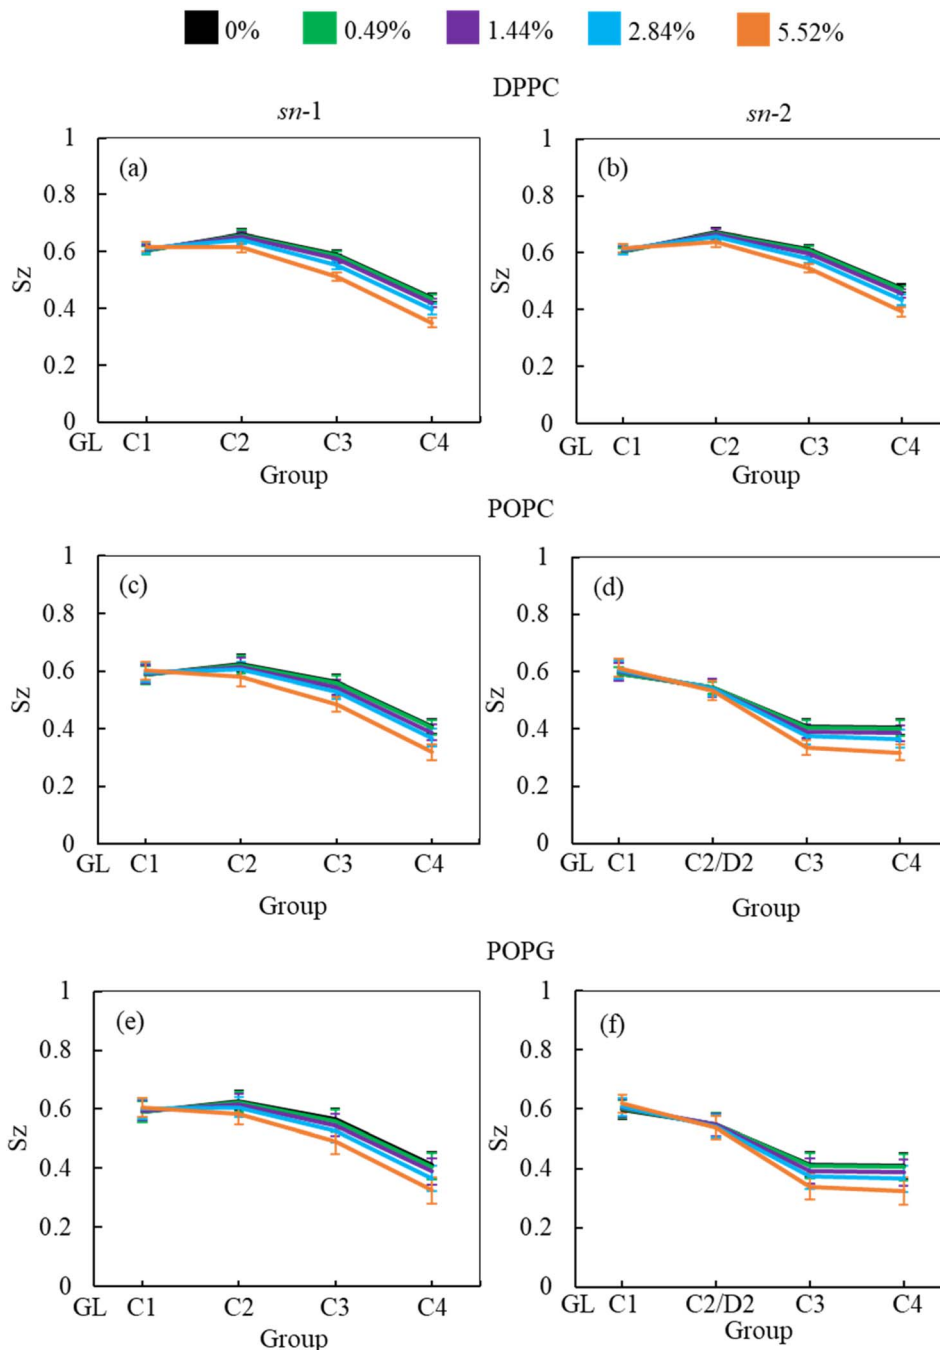 0% 0.49% 1.44% 2.84% 5.52%
DPPC
sn-1 sn-2
(a) (b)
1 1
0.8 0.8
0.6 0.6
Sz Sz
0.4 0.4
0.2 0.2
0 0
GL C1 C2 C3 C4 GL C1 C2 C3 C4
Group Group
POPC
(c) (d)
1 1
0.8 0.8
0.6 0.6
Sz Sz
0.4 0.4
0.2 0.2
0 0
GL C1 C2 C3 C4 GL C1 C2/D2 C3 C4
Group Group
POPG
(e) (f)
1 1
0.8 0.8
0.6 0.6
Sz Sz
0.4 0.4
0.2 0.2
0 0
GL C1 C2 C3 C4 GL C1 C2/D2 C3 C4
Group Group